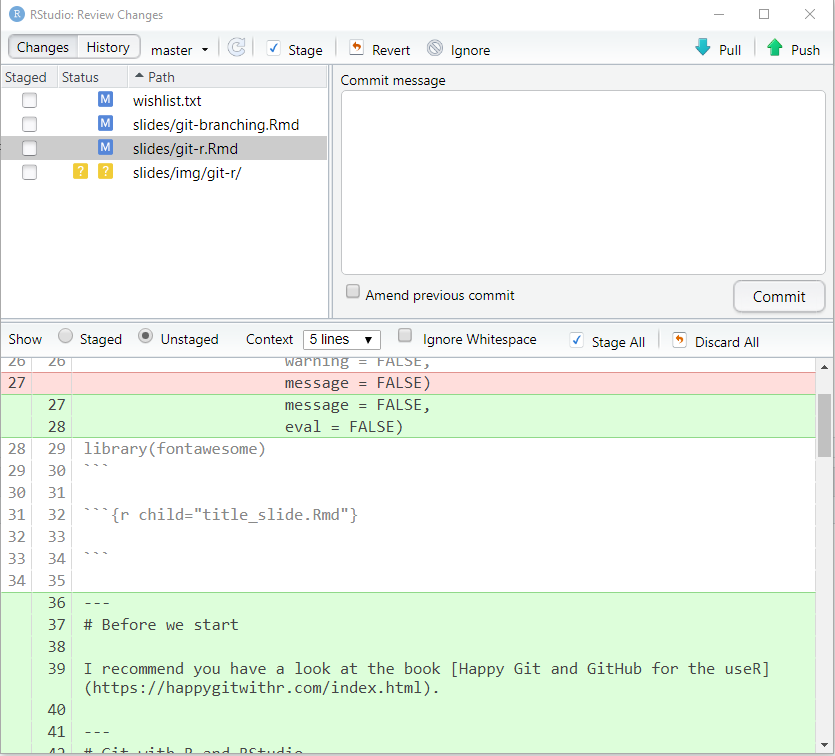 RStudio: Review Changes
Changes History master Stage Revert Ignore Pull Push
Staged Status Path
M wishlist.txt
M slides/git-branching.Rmd
M slides/git-r.Rmd
? ? slides/img/git-r/
Commit message
Amend previous commit Commit
Show Staged Unstaged Context 5 lines Ignore Whitespace Stage All Discard All
26 26 warning = FALSE,
27 message = FALSE)
27 message = FALSE,
28 eval = FALSE)
28 29 library(fontawesome)
29 30 ```
30 31
31 32 ```{r child="title_slide.Rmd"}
32 33
33 34 ```
34 35
36 ---
37 # Before we start
38
39 I recommend you have a look at the book [Happy Git and GitHub for the useR]
(https://happygitwithr.com/index.html).
40
41 ---
42 # Git with R and RStudio